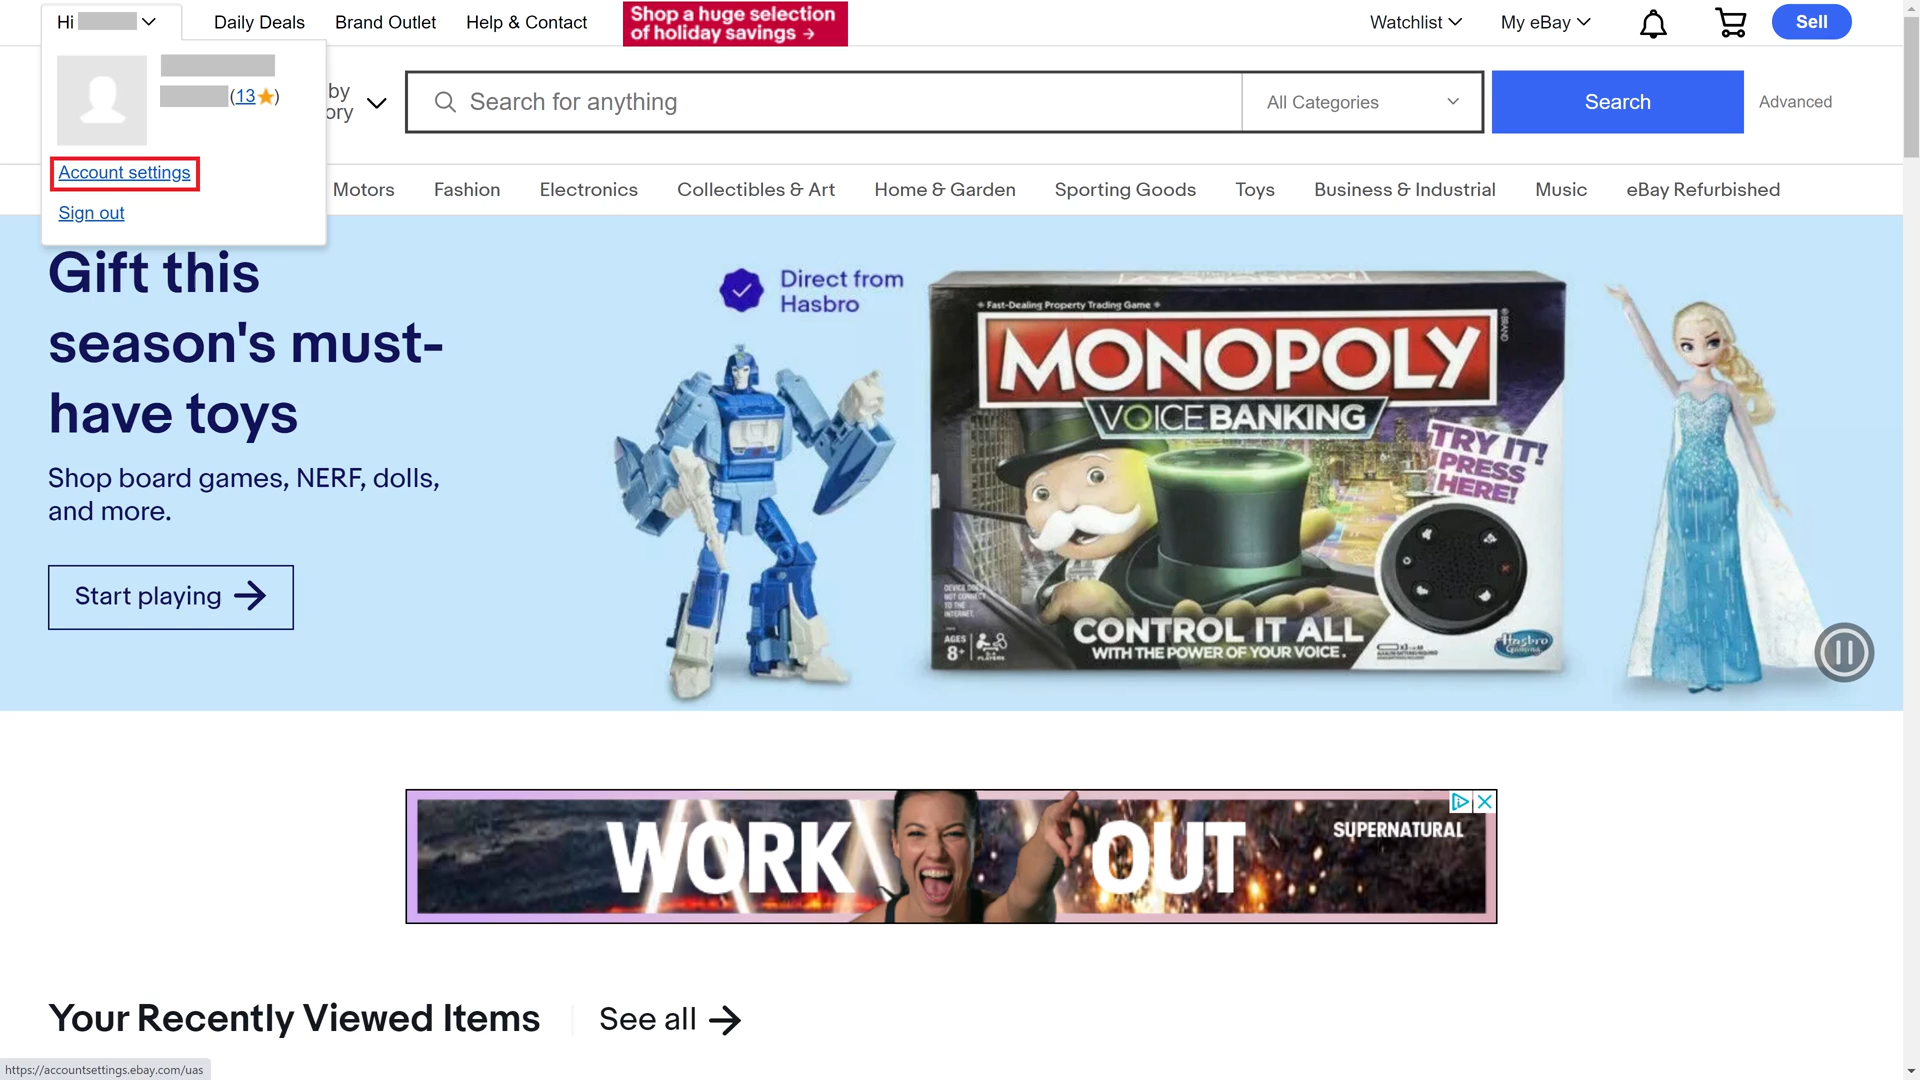 Hi
Daily Deals
Brand Outlet
Help & Contact
Shop a huge selection
of holiday savings →
Watchlist
My eBay
Sell
(13)
by
ory
Search for anything
All Categories
Search
Advanced
Account settings
Sign out
Motors
Fashion
Electronics
Collectibles & Art
Home & Garden
Sporting Goods
Toys
Business & Industrial
Music
eBay Refurbished
Gift this
season's must-
have toys
Shop board games, NERF, dolls,
and more.
Start playing
Direct from
Hasbro
Fast-Dealing Property Trading Game
MONOPOLY
VOICE BANKING
TRY IT!
PRESS
HERE!
DEVICE DOES
NOT CONNECT
TO THE
INTERNET.
AGES
8+
PLAYERS
CONTROL IT ALL
WITH THE POWER OF YOUR VOICE.
Hasbro
Gaming
WORK OUT
SUPERNATURAL
Your Recently Viewed Items
See all
https://accountsettings.ebay.com/uas